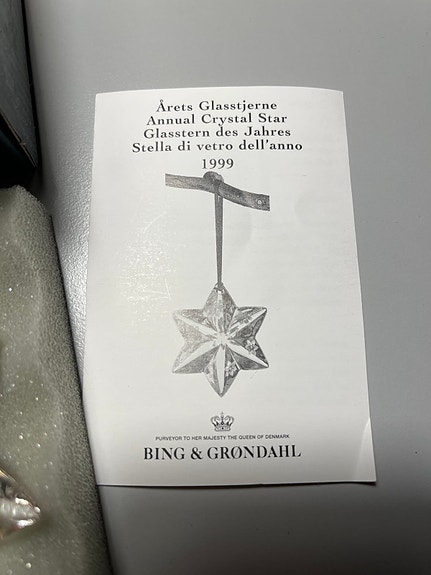 Årets Glasstjerne
Annual Crystal Star
Glasstern des Jahres
Stella di vetro dell'anno
1999
PURVEYOR TO HER MAJESTY THE QUEEN OF DENMARK
BING & GRØNDAHL